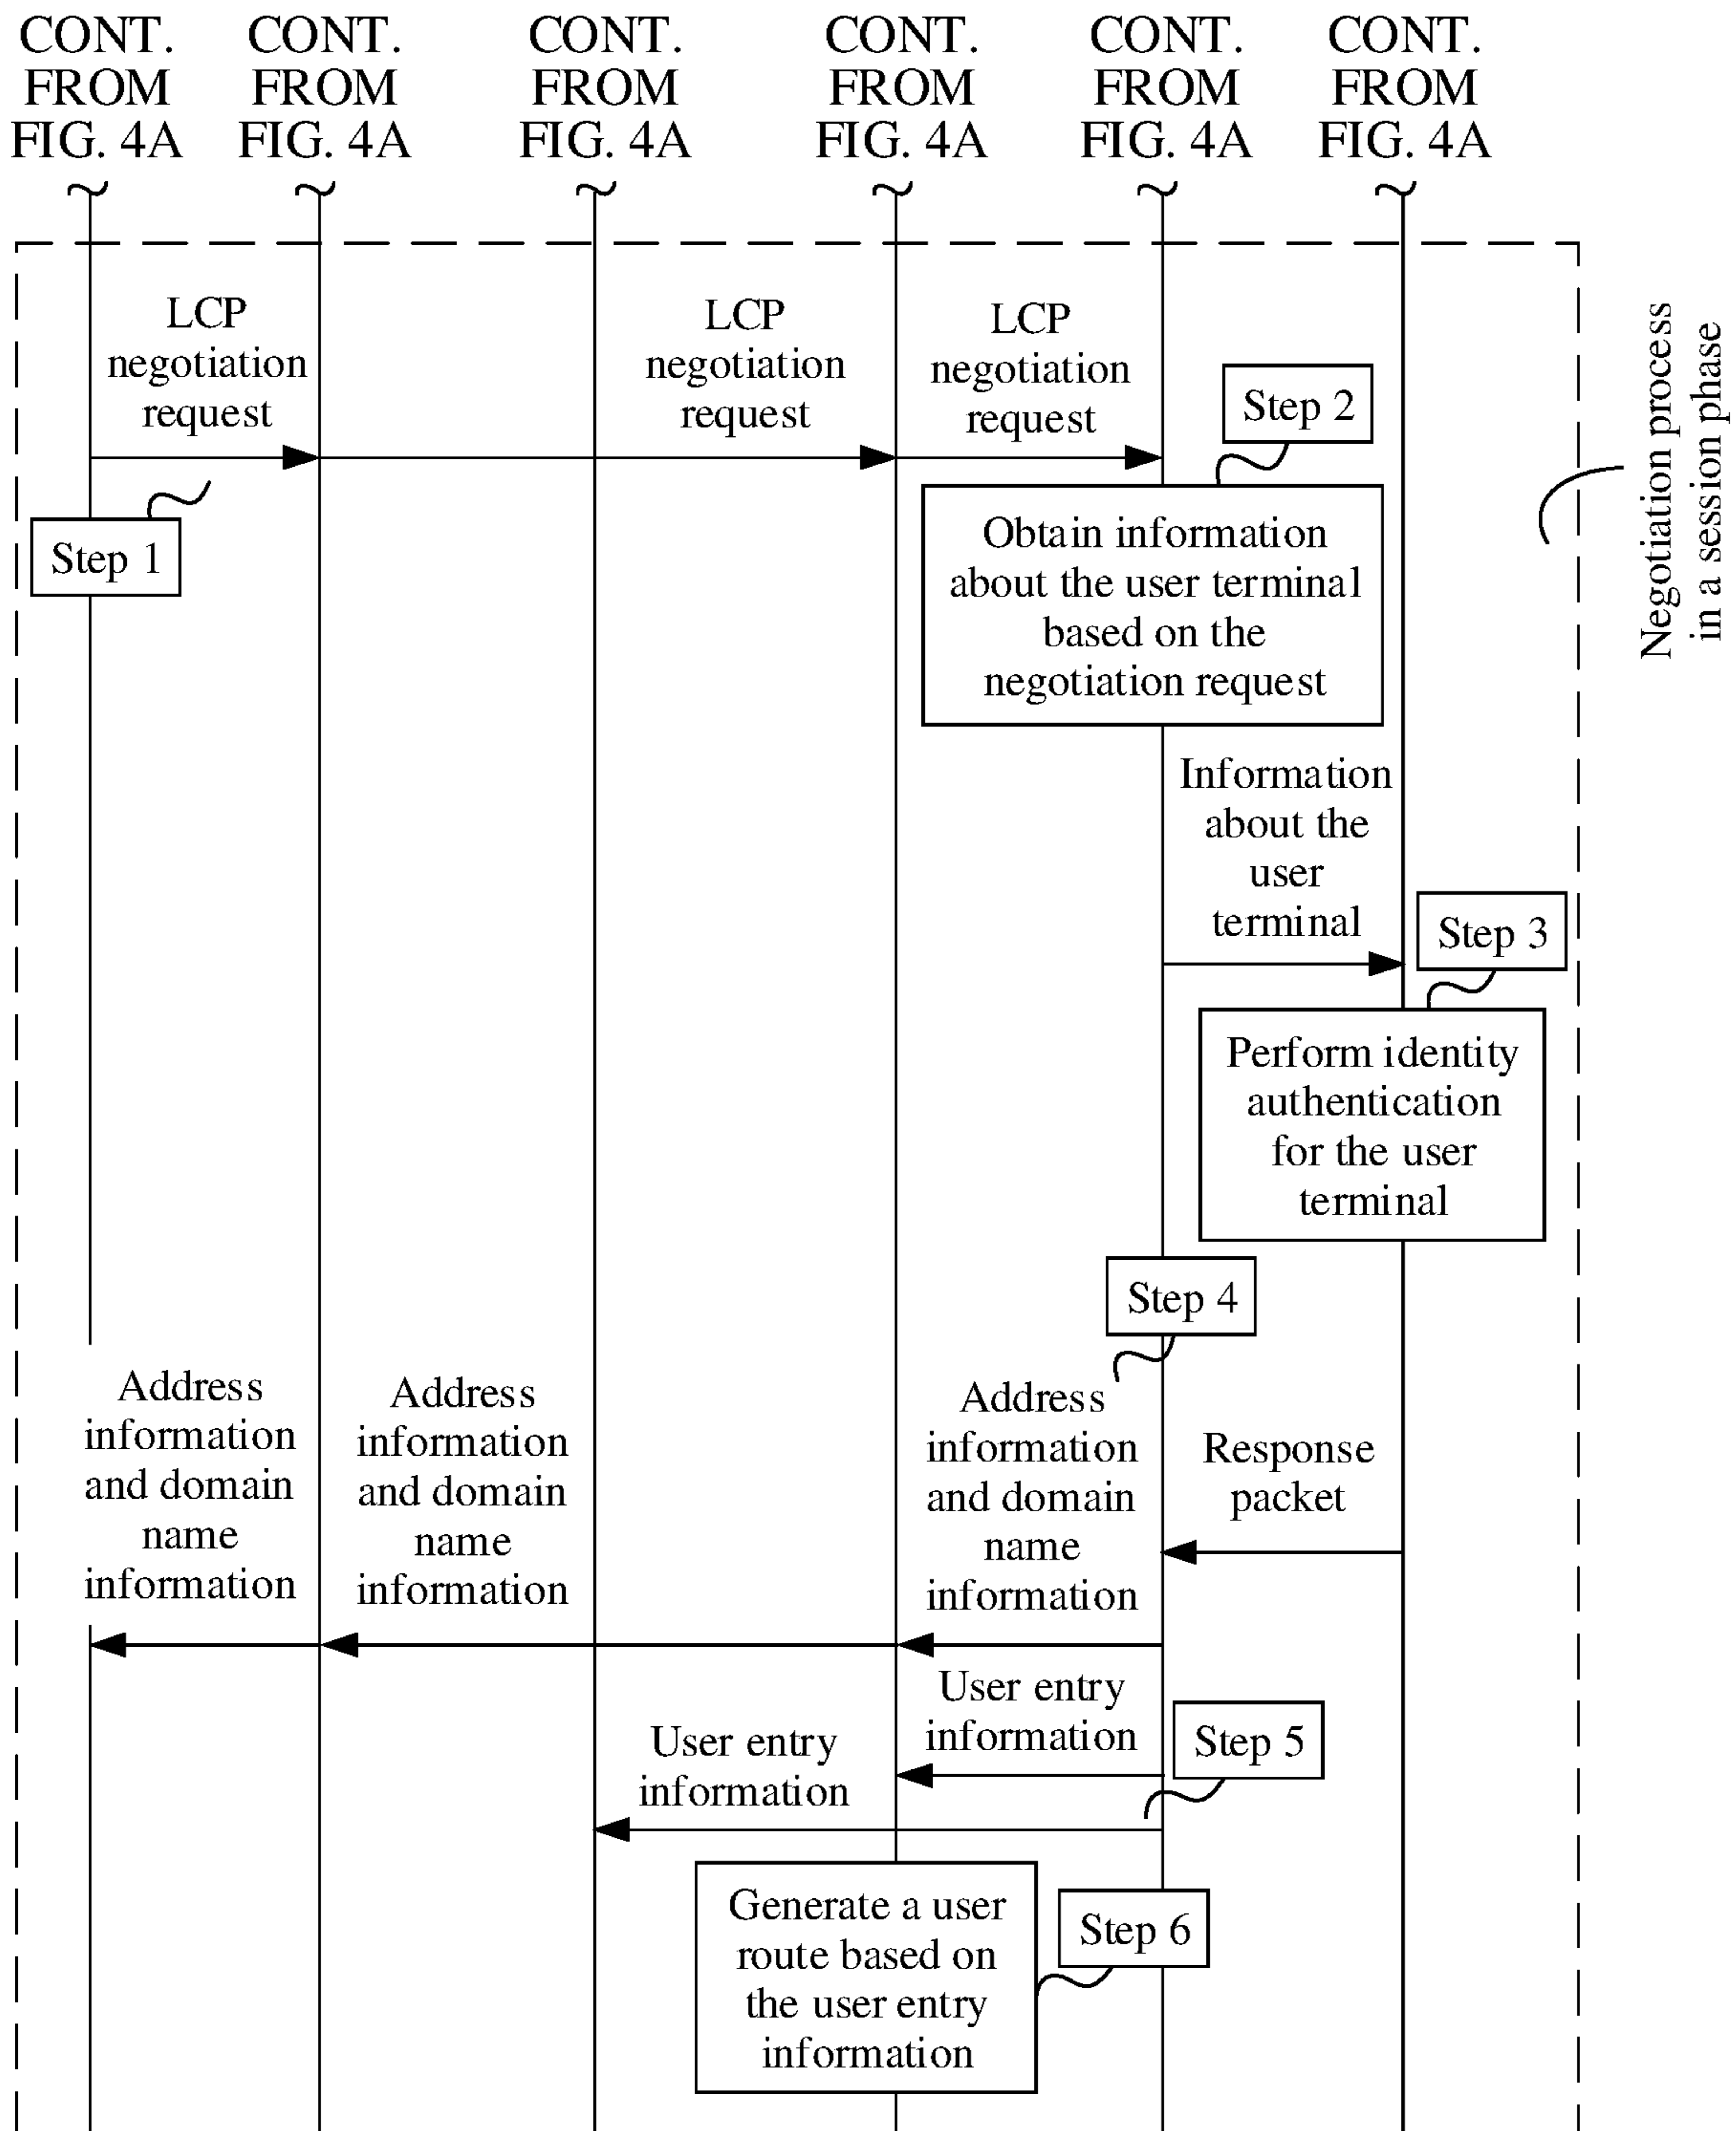 CONT.
FROM
FIG. 4A
CONT.
FROM
FIG. 4A
CONT.
FROM
FIG. 4A
CONT.
FROM
FIG. 4A
CONT.
FROM
FIG. 4A
CONT.
FROM
FIG. 4A
LCP
negotiation
request
LCP
negotiation
request
LCP
negotiation
request
Step 1
Step 2
Obtain information
about the user terminal
based on the
negotiation request
Negotiation process
in a session phase
Information
about the
user
terminal
Step 3
Perform identity
authentication
for the user
terminal
Step 4
Address
information
and domain
name
information
Address
information
and domain
name
information
Address
information
and domain
name
information
Response
packet
User entry
information
Step 5
User entry
information
Generate a user
route based on
the user entry
information
Step 6